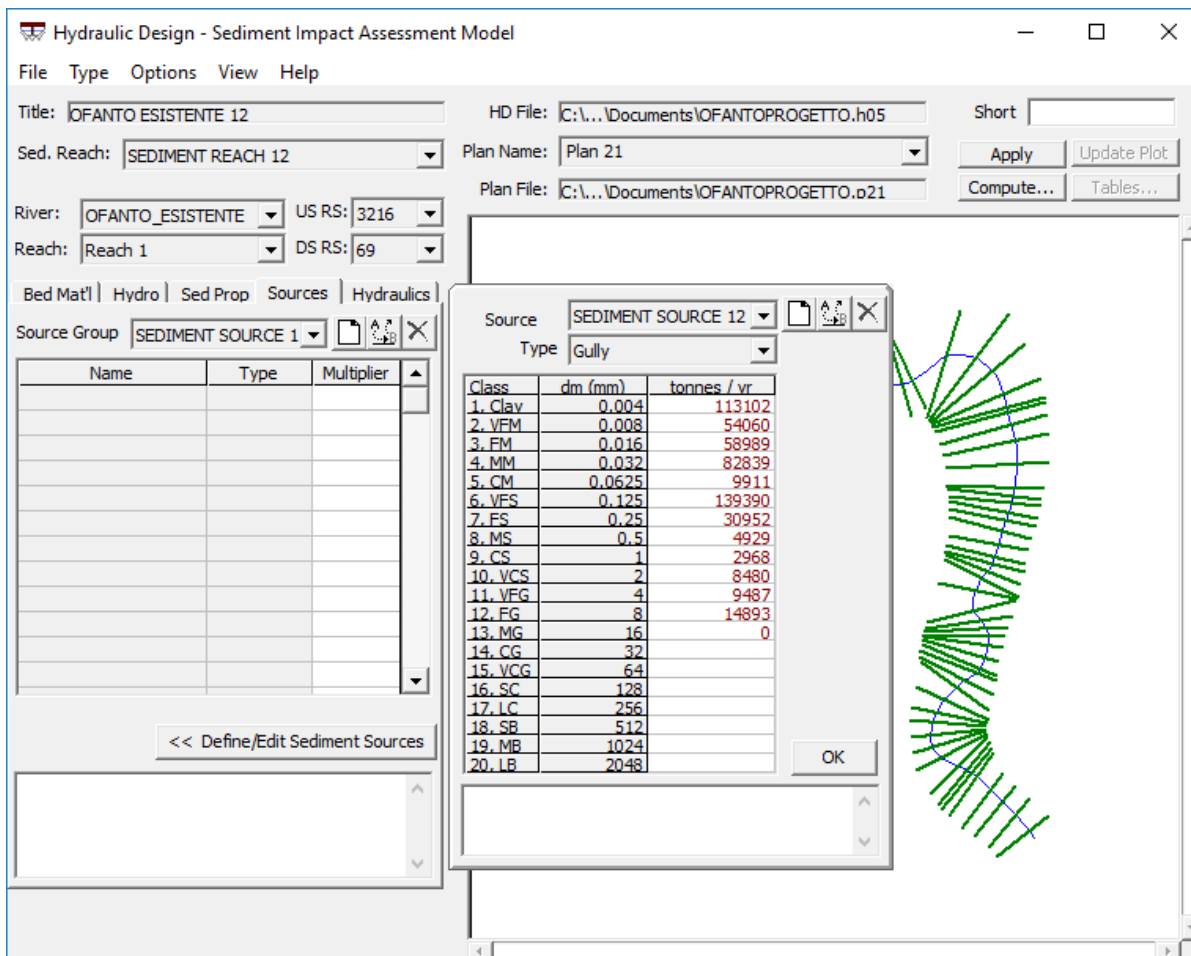 Hydraulic Design - Sediment Impact Assessment Model
File Type Options View Help
Title: OFANTO ESISTENTE 12 HD File: C:\...\Documents\OFANTOPROGETTO.h05 Short
Sed. Reach: SEDIMENT REACH 12 Plan Name: Plan 21 Apply Update Plot
Plan File: C:\...\Documents\OFANTOPROGETTO.p21 Compute... Tables...
River: OFANTO_ESISTENTE US RS: 3216
Reach: Reach 1 DS RS: 69
Bed Mat'l Hydro Sed Prop Sources Hydraulics
Source Group SEDIMENT SOURCE 1
Name Type Multiplier
<< Define/Edit Sediment Sources
Source SEDIMENT SOURCE 12
Type Gully
Class dm (mm) tonnes / yr
1. Clay 0.004 113102
2. VFM 0.008 54060
3. FM 0.016 58989
4. MM 0.032 82839
5. CM 0.0625 9911
6. VFS 0.125 139390
7. FS 0.25 30952
8. MS 0.5 4929
9. CS 1 2968
10. VCS 2 8480
11. VFG 4 9487
12. FG 8 14893
13. MG 16 0
14. CG 32
15. VCG 64
16. SC 128
17. LC 256
18. SB 512
19. MB 1024
20. LB 2048
OK